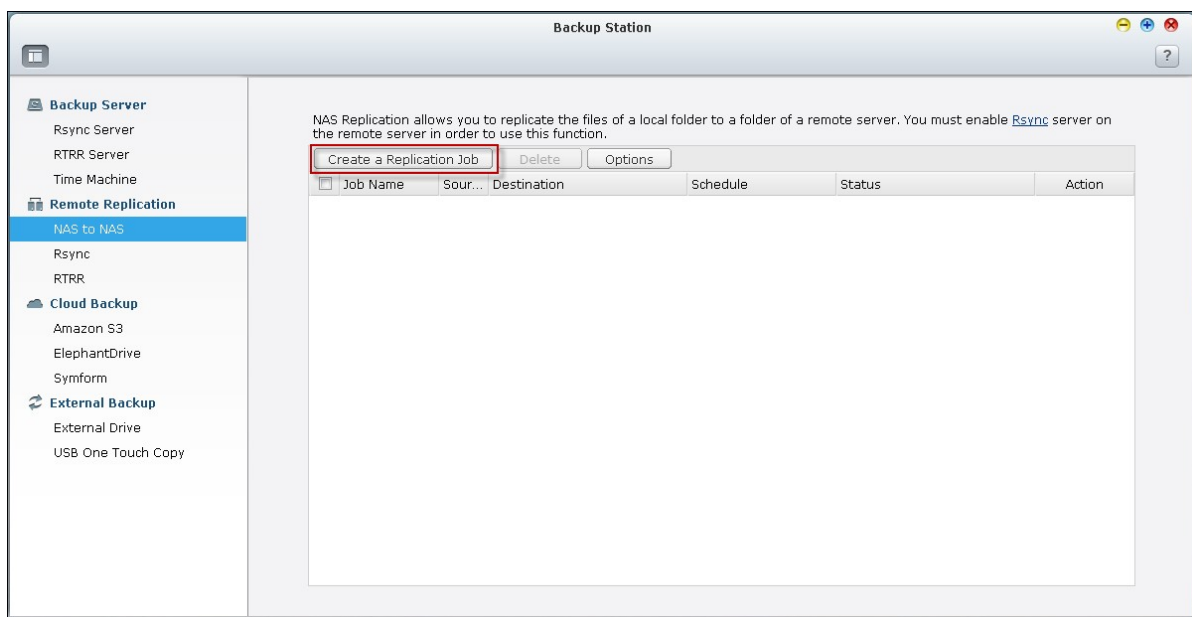 Backup Station
?
Backup Server
Rsync Server
RTRR Server
Time Machine
Remote Replication
NAS to NAS
Rsync
RTRR
Cloud Backup
Amazon S3
ElephantDrive
Symform
External Backup
External Drive
USB One Touch Copy
NAS Replication allows you to replicate the files of a local folder to a folder of a remote server. You must enable Rsync server on
the remote server in order to use this function.
Create a Replication Job Delete Options
Job Name Sour... Destination Schedule Status Action